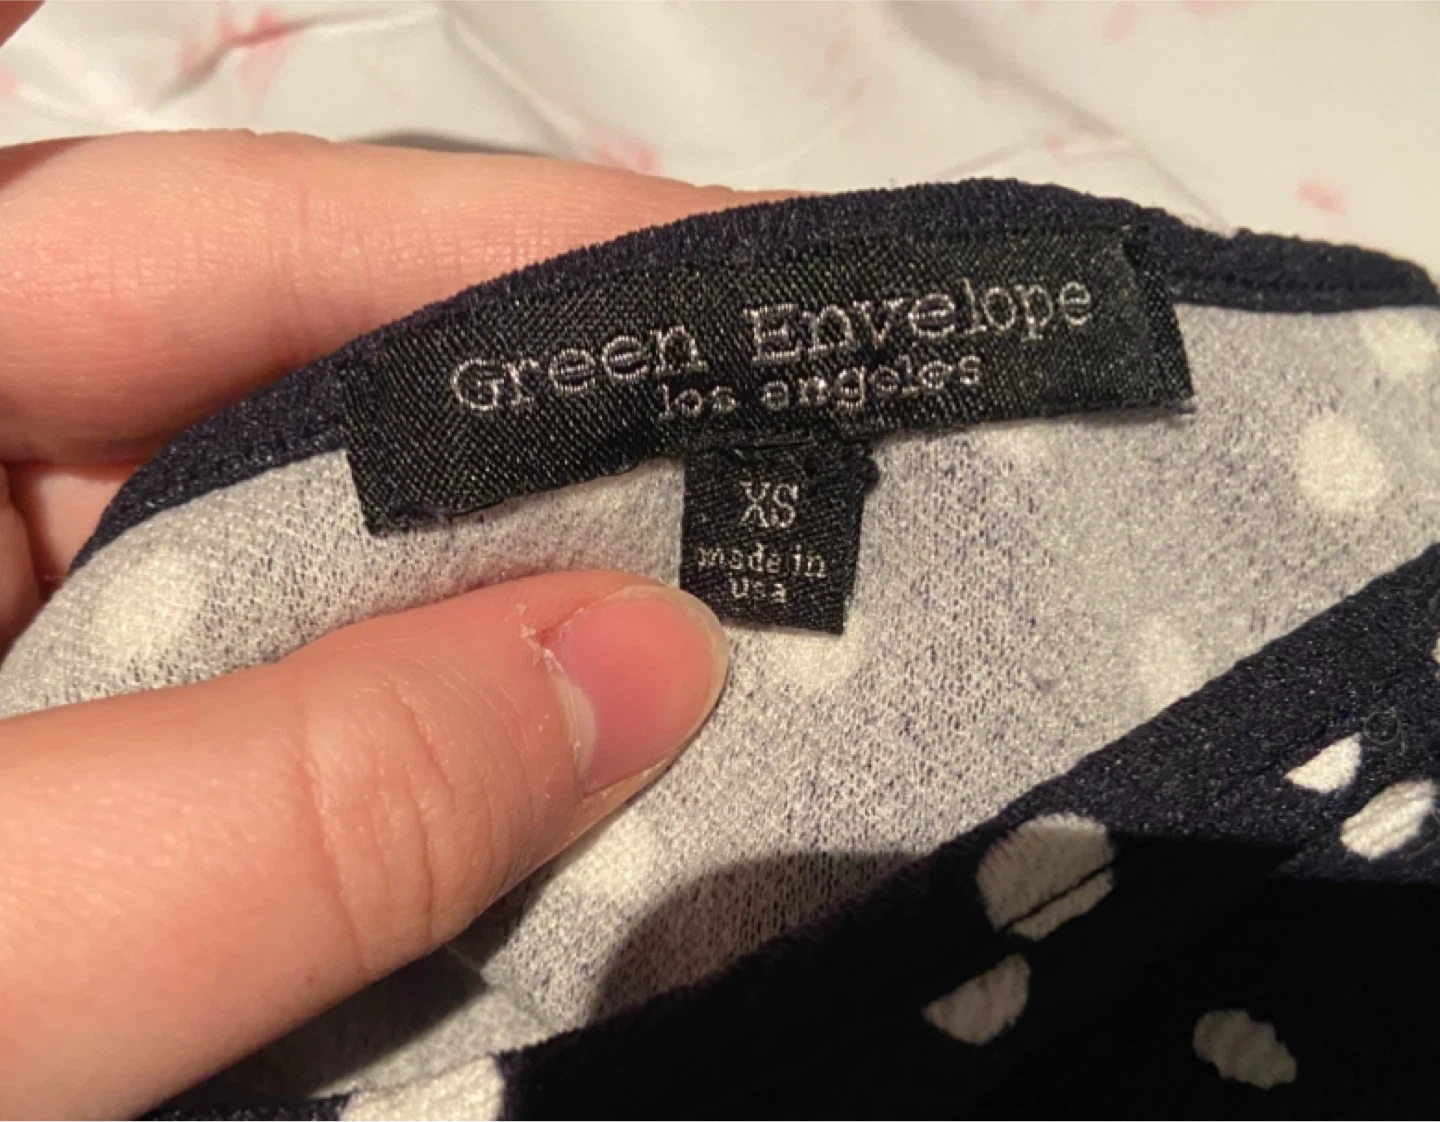 Green Envelope
los angeles
XS
made in
usa